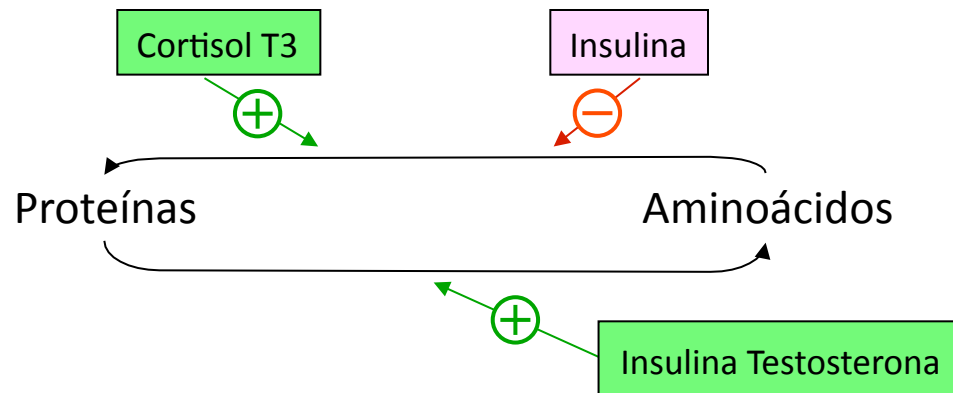 Cortisol T3
Insulina
Proteínas
Aminoácidos
Insulina Testosterona